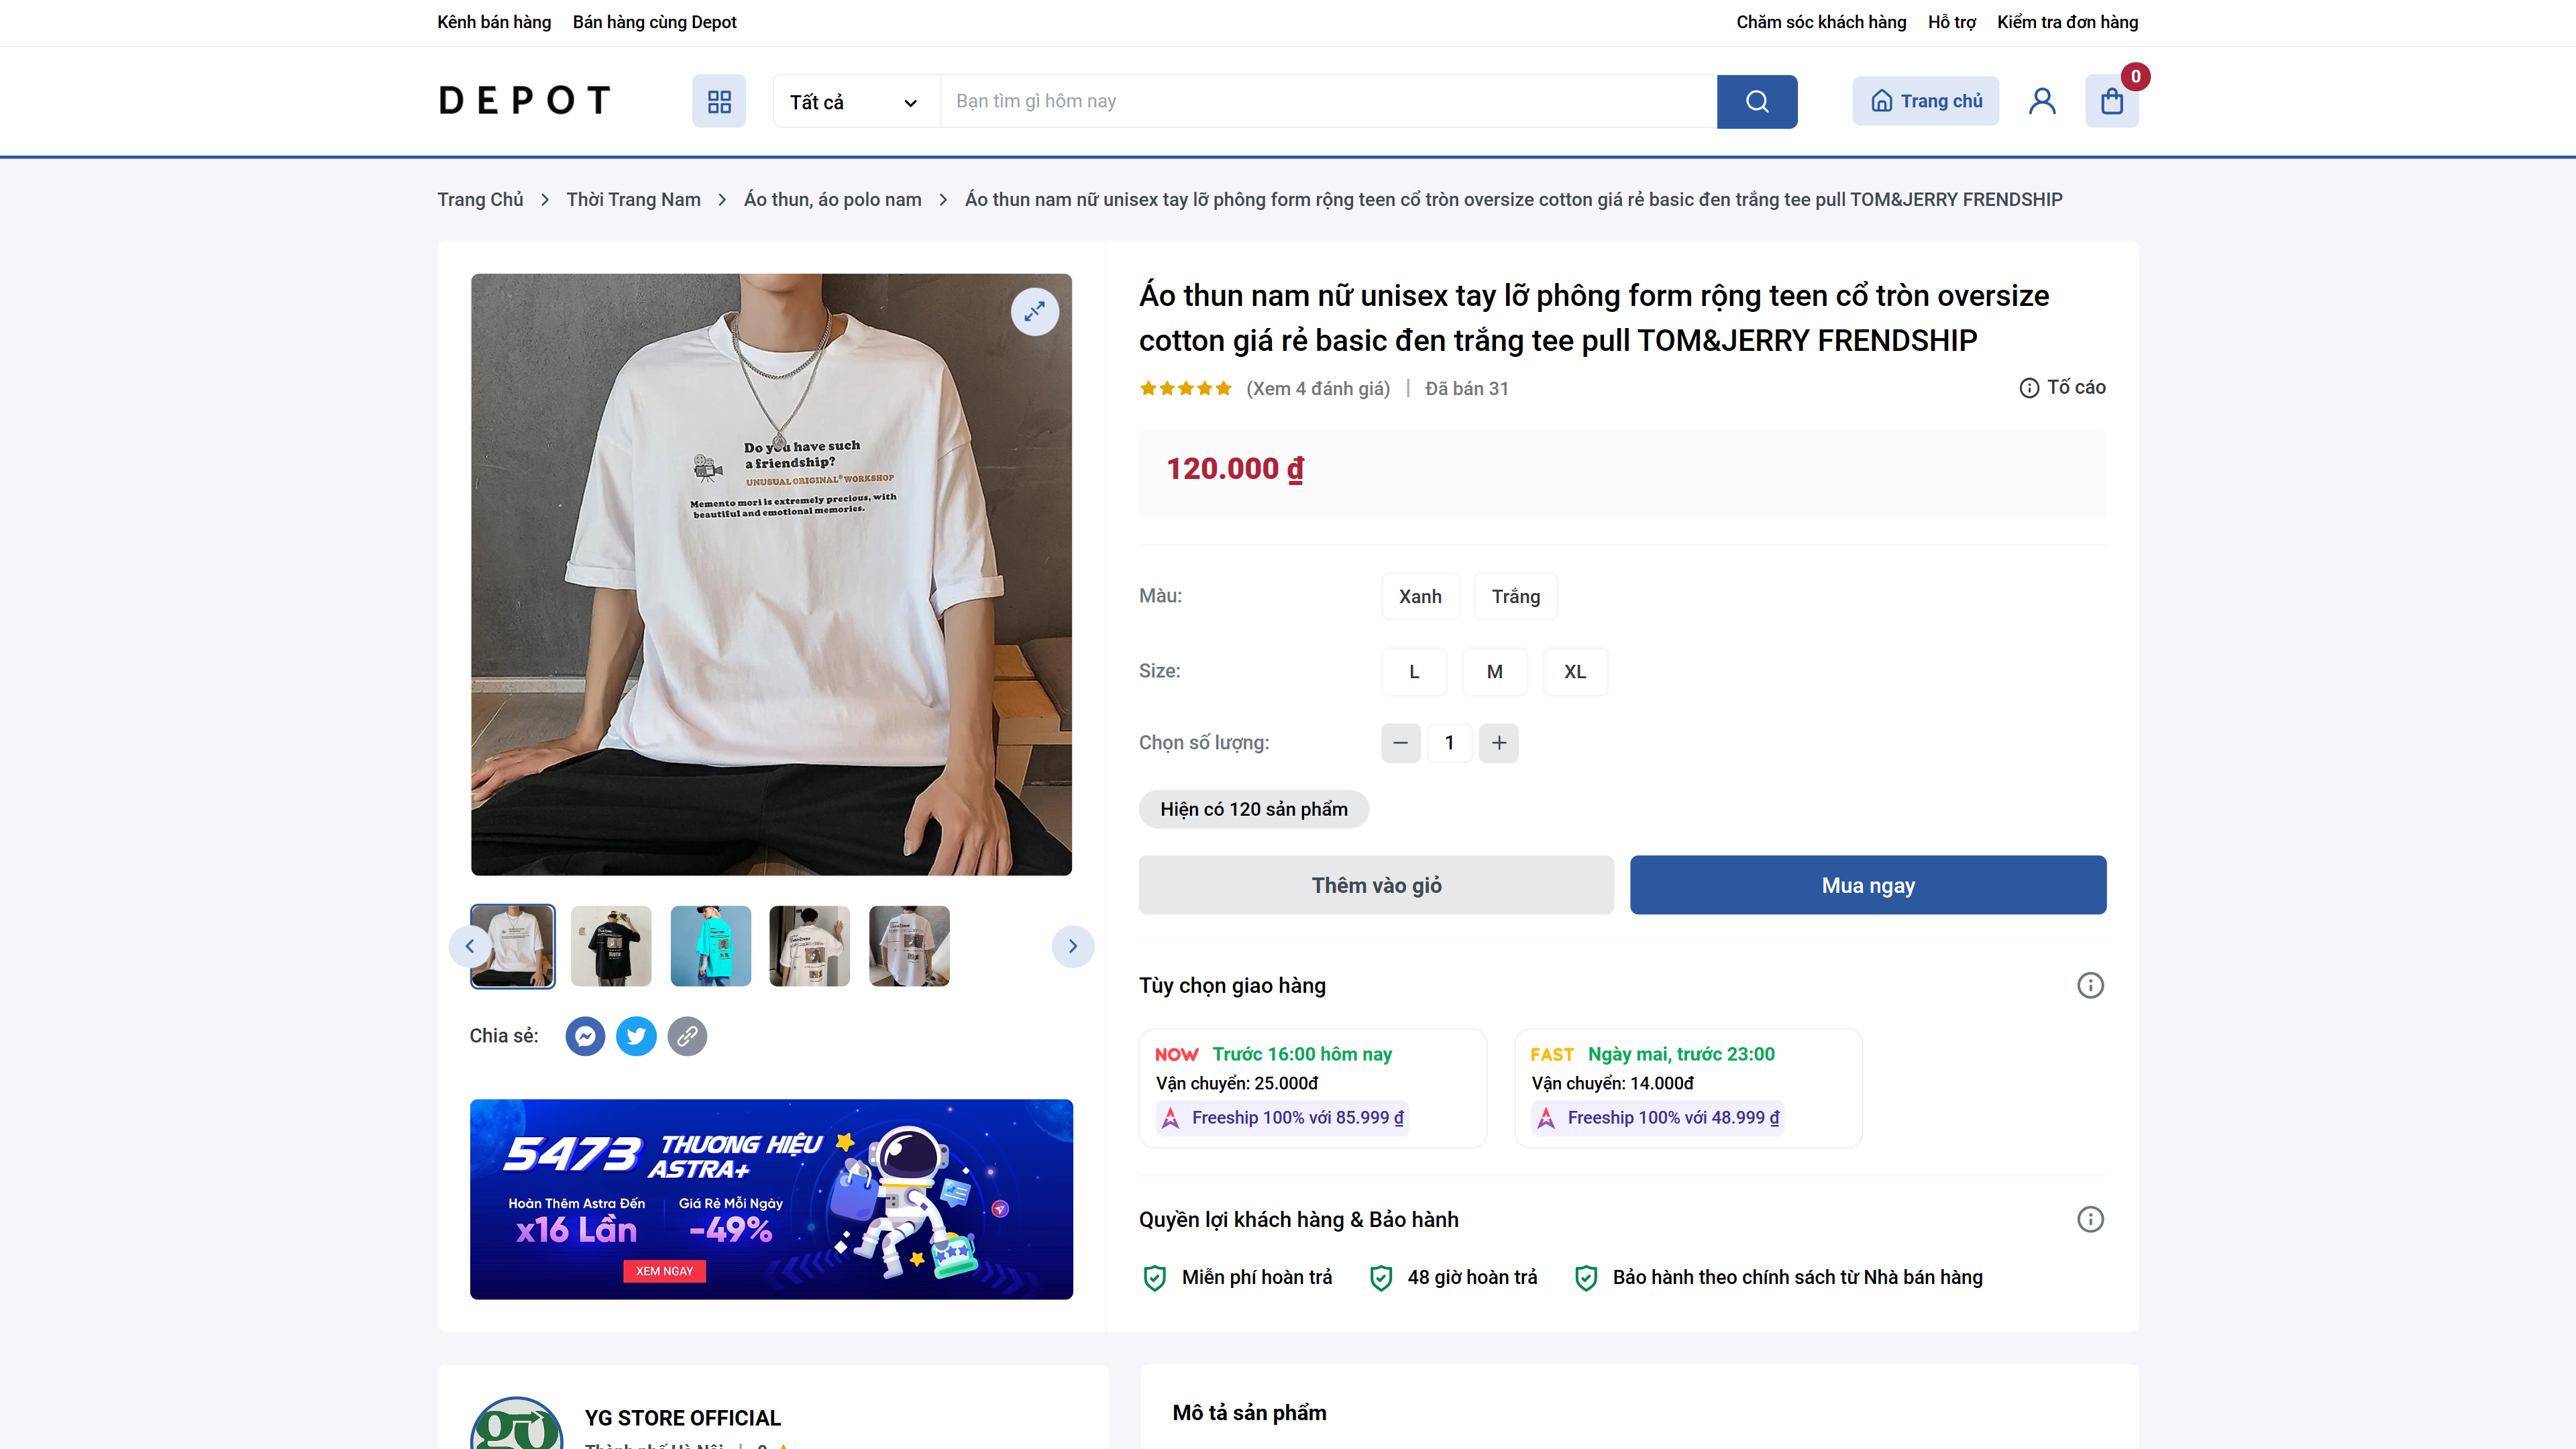 Kênh bán hàng Bán hàng cùng Depot Chăm sóc khách hàng Hỗ trợ Kiểm tra đơn hàng
DEPOT Tất cả Bạn tìm gì hôm nay Trang chủ 0
Trang Chủ > Thời Trang Nam > Áo thun, áo polo nam > Áo thun nam nữ unisex tay lỡ phông form rộng teen cổ tròn oversize cotton giá rẻ basic đen trắng tee pull TOM&JERRY FRENDSHIP
Do you have such
a friendship?
UNUSUAL ORIGINAL® WORKSHOP
Memento mori is extremely precious, with
beautiful and emotional memories.
Chia sẻ:
5473 THƯƠNG HIỆU
ASTRA+
Hoàn Thêm Astra Đến Giá Rẻ Mỗi Ngày
x16 Lần -49%
XEM NGAY
Áo thun nam nữ unisex tay lỡ phông form rộng teen cổ tròn oversize
cotton giá rẻ basic đen trắng tee pull TOM&JERRY FRENDSHIP
(Xem 4 đánh giá) | Đã bán 31 Tố cáo
120.000 ₫
Màu: Xanh Trắng
Size: L M XL
Chọn số lượng: 1
Hiện có 120 sản phẩm
Thêm vào giỏ Mua ngay
Tùy chọn giao hàng
NOW Trước 16:00 hôm nay
Vận chuyển: 25.000đ
Freeship 100% với 85.999 ₫
FAST Ngày mai, trước 23:00
Vận chuyển: 14.000đ
Freeship 100% với 48.999 ₫
Quyền lợi khách hàng & Bảo hành
Miễn phí hoàn trả 48 giờ hoàn trả Bảo hành theo chính sách từ Nhà bán hàng
go
YG STORE OFFICIAL
Mô tả sản phẩm